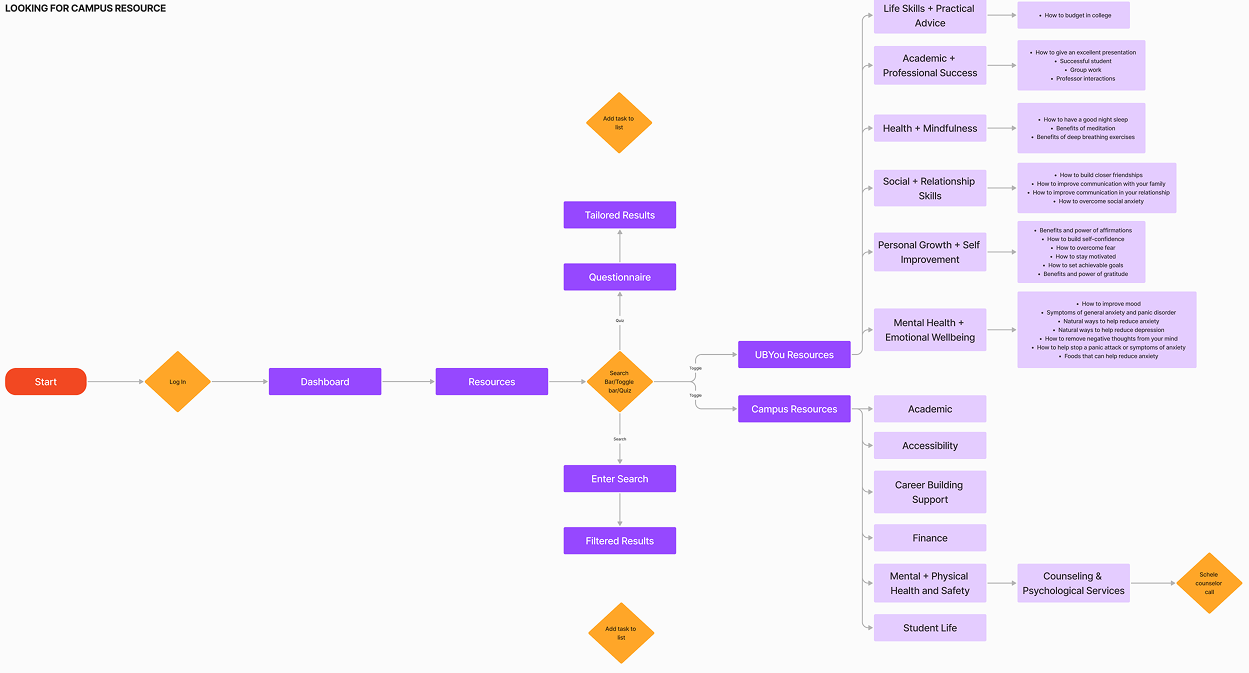 LOOKING FOR CAMPUS RESOURCE
Start
Log In
Dashboard
Resources
Search
Bar/Toggle
bar/Quiz
Quiz
Questionnaire
Tailored Results
Add task to
list
Search
Enter Search
Filtered Results
Add task to
list
Toggle
UBYou Resources
Toggle
Campus Resources
Life Skills + Practical
Advice
• How to budget in college
Academic +
Professional Success
• How to give an excellent presentation
• Successful student
• Group work
• Professor interactions
Health + Mindfulness
• How to have a good night sleep
• Benefits of meditation
• Benefits of deep breathing exercises
Social + Relationship
Skills
• How to build closer friendships
• How to improve communication with your family
• How to improve communication in your relationship
• How to overcome social anxiety
Personal Growth + Self
Improvement
• Benefits and power of affirmations
• How to build self-confidence
• How to overcome fear
• How to stay motivated
• How to set achievable goals
• Benefits and power of gratitude
Mental Health +
Emotional Wellbeing
• How to improve mood
• Symptoms of general anxiety and panic disorder
• Natural ways to help reduce anxiety
• Natural ways to help reduce depression
• How to remove negative thoughts from your mind
• How to help stop a panic attack or symptoms of anxiety
• Foods that can help reduce anxiety
Academic
Accessibility
Career Building
Support
Finance
Mental + Physical
Health and Safety
Counseling &
Psychological Services
Schele
counselor
call
Student Life